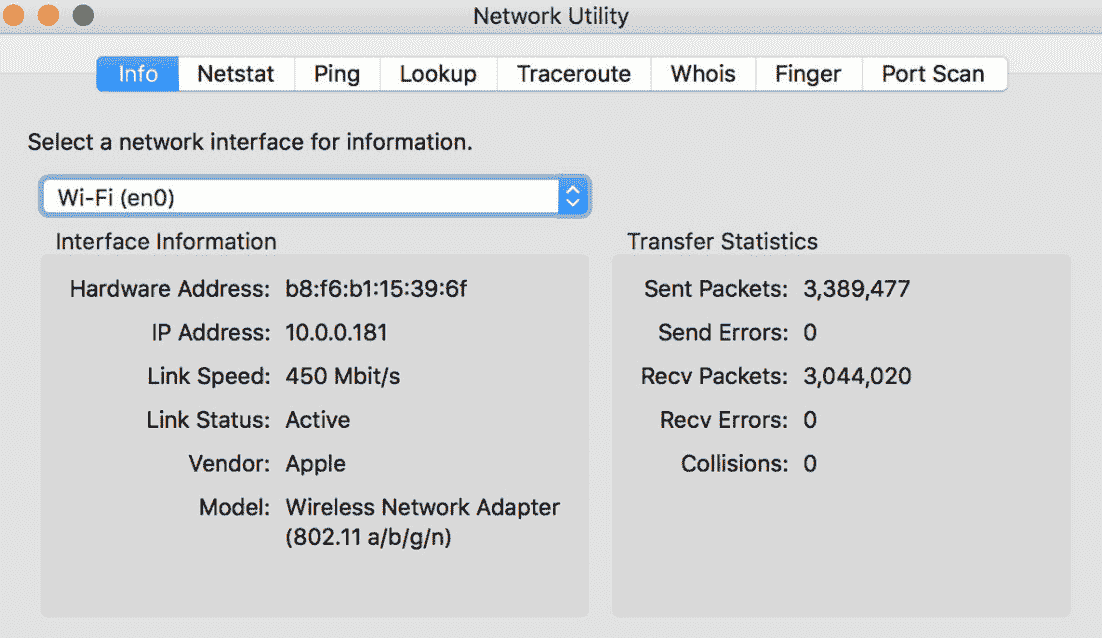 Network Utility
Info Netstat Ping Lookup Traceroute Whois Finger Port Scan
Select a network interface for information.
Wi-Fi (en0)
Interface Information
Hardware Address: b8:f6:b1:15:39:6f
IP Address: 10.0.0.181
Link Speed: 450 Mbit/s
Link Status: Active
Vendor: Apple
Model: Wireless Network Adapter
(802.11 a/b/g/n)
Transfer Statistics
Sent Packets: 3,389,477
Send Errors: 0
Recv Packets: 3,044,020
Recv Errors: 0
Collisions: 0